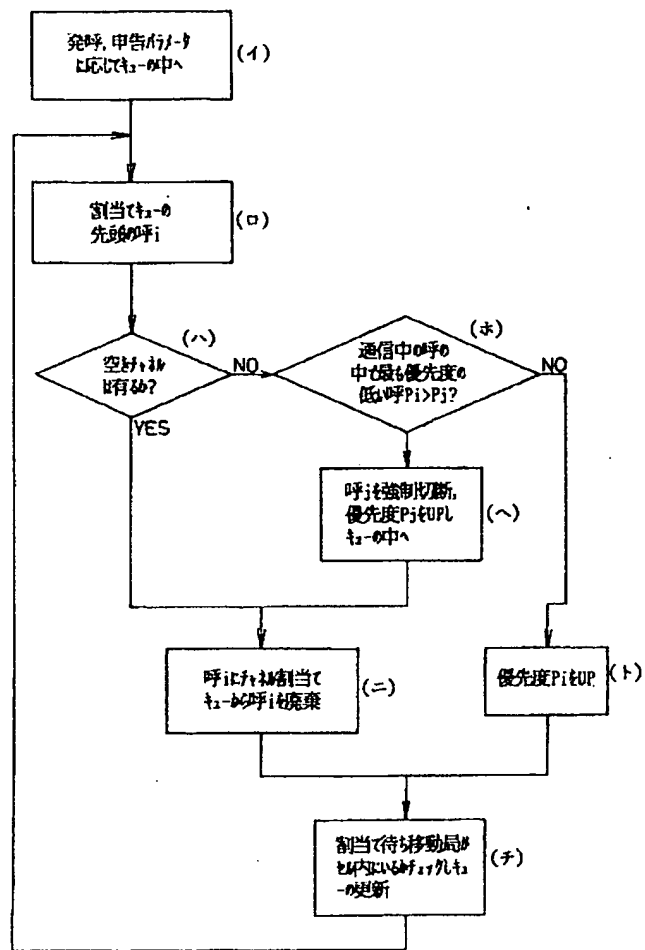 発呼,申告パラメータ
に応じてキューの中へ
(イ)
割当てキューの
先頭の呼i
(ロ)
空きチャネル
は有るか?
(ハ)
NO
YES
通信中の呼の
中で最も優先度の
低い呼Pi>Pj?
(ホ)
NO
呼jを強制切断,
優先度PjをUPし
キューの中へ
(ヘ)
呼iにチャネル割当て
キューから呼iを廃棄
(ニ)
優先度PiをUP
(ト)
割当て待ち移動局が
セル内にいるかチェックしキュ
ーの更新
(チ)